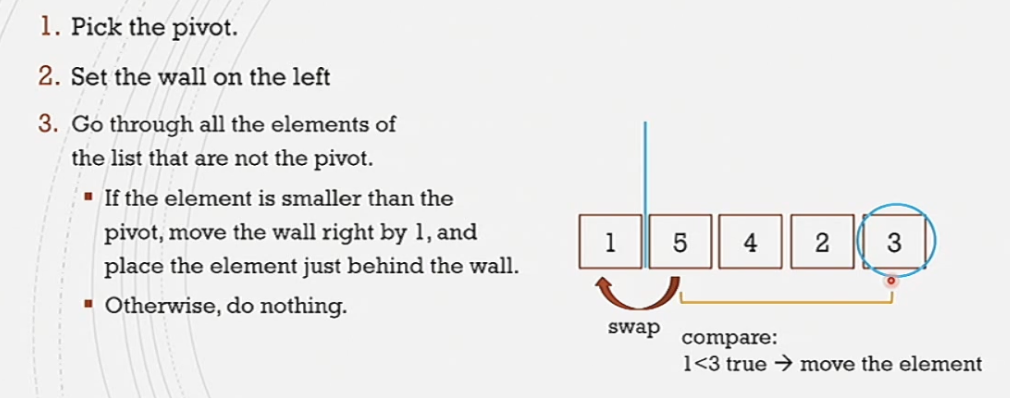 1. Pick the pivot.
2. Set the wall on the left
3. Go through all the elements of
the list that are not the pivot.
▪ If the element is smaller than the
pivot, move the wall right by 1, and
place the element just behind the wall.
▪ Otherwise, do nothing.
1 5 4 2 3
swap
compare:
1<3 true → move the element